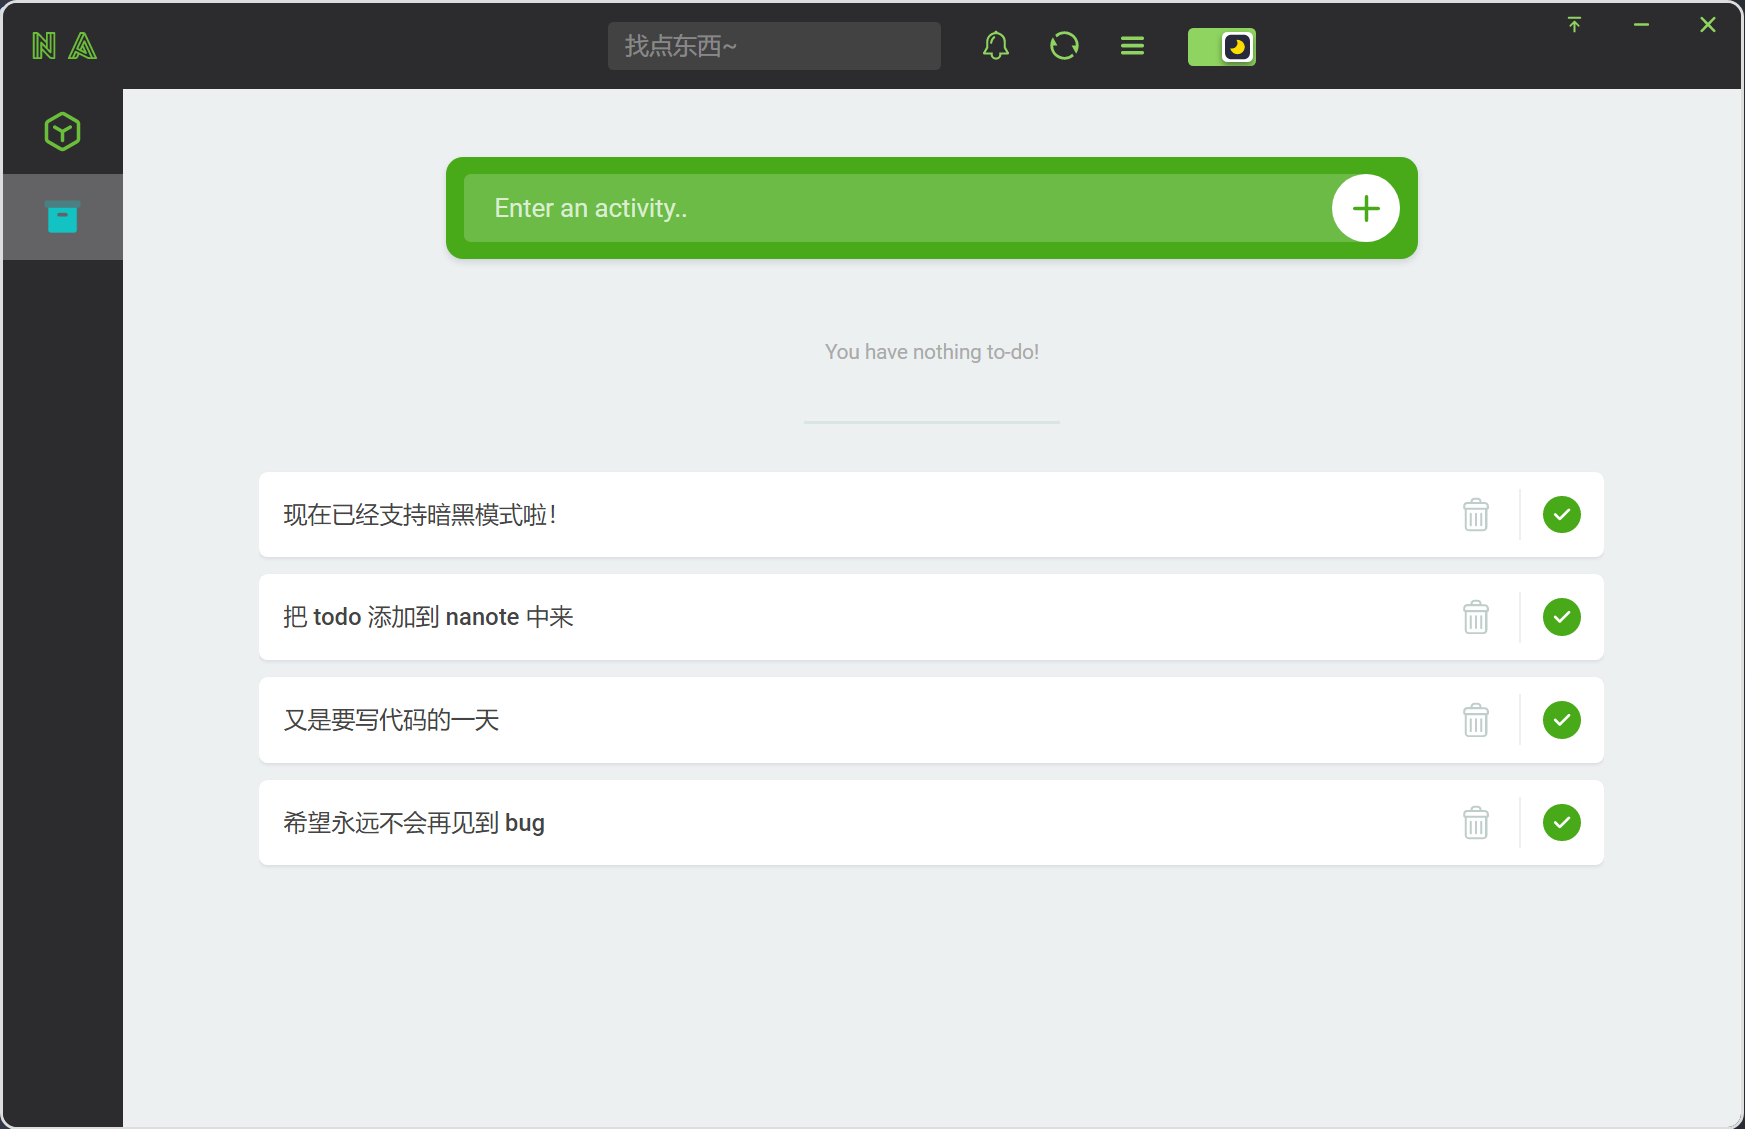 NA
找点东西~
Enter an activity..
You have nothing to-do!
现在已经支持暗黑模式啦！
把 todo 添加到 nanote 中来
又是要写代码的一天
希望永远不会再见到 bug